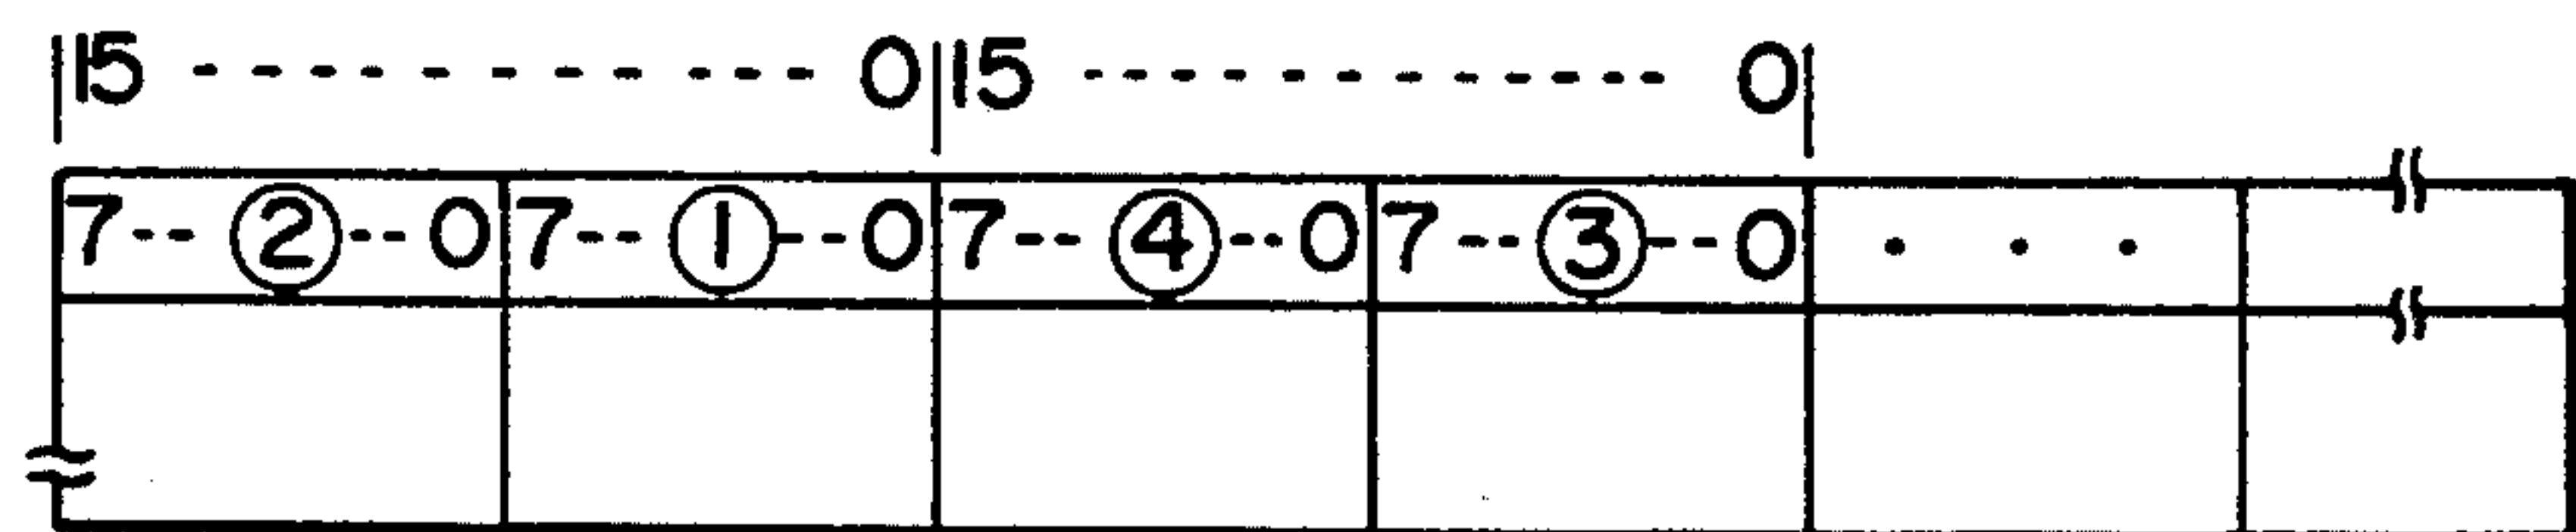 15 - - - - - - - - - - - 0 15 - - - - - - - - - - - - 0
7-- ② --0 7-- ① --0 7-- ④ --0 7-- ③ --0 . . .